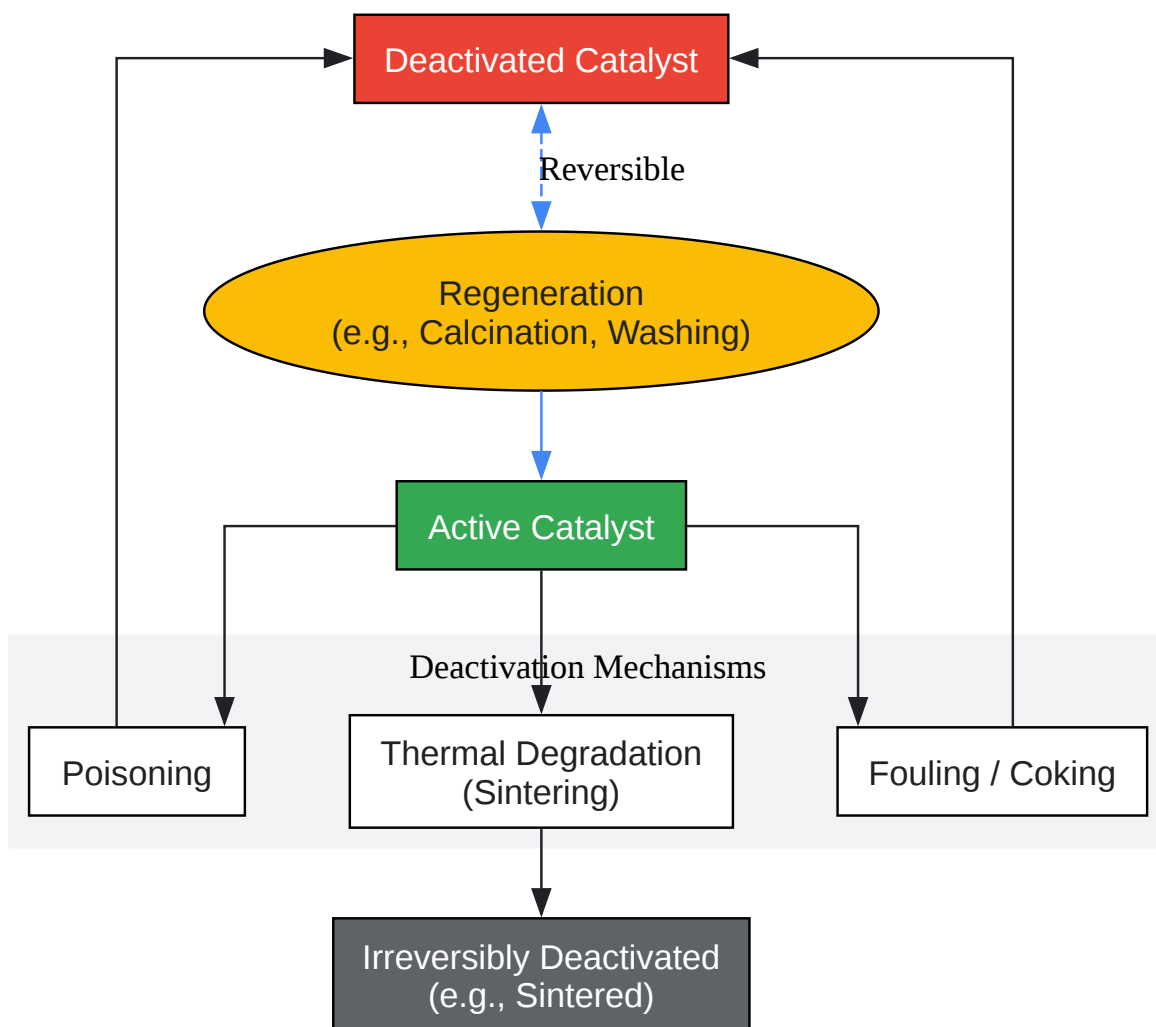 Deactivated Catalyst
Reversible
Regeneration
(e.g., Calcination, Washing)
Active Catalyst
Deactivation Mechanisms
Poisoning
Thermal Degradation
(Sintering)
Fouling / Coking
Irreversibly Deactivated
(e.g., Sintered)